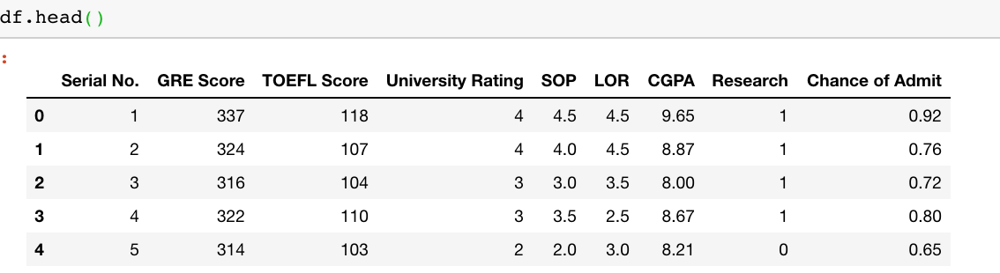 df.head()
:
Serial No. GRE Score TOEFL Score University Rating SOP LOR CGPA Research Chance of Admit
0 1 337 118 4 4.5 4.5 9.65 1 0.92
1 2 324 107 4 4.0 4.5 8.87 1 0.76
2 3 316 104 3 3.0 3.5 8.00 1 0.72
3 4 322 110 3 3.5 2.5 8.67 1 0.80
4 5 314 103 2 2.0 3.0 8.21 0 0.65